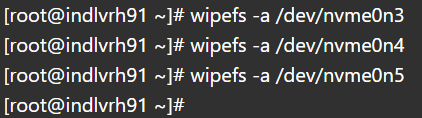 [root@indlvrh91 ~]# wipefs -a /dev/nvme0n3
[root@indlvrh91 ~]# wipefs -a /dev/nvme0n4
[root@indlvrh91 ~]# wipefs -a /dev/nvme0n5
[root@indlvrh91 ~]#